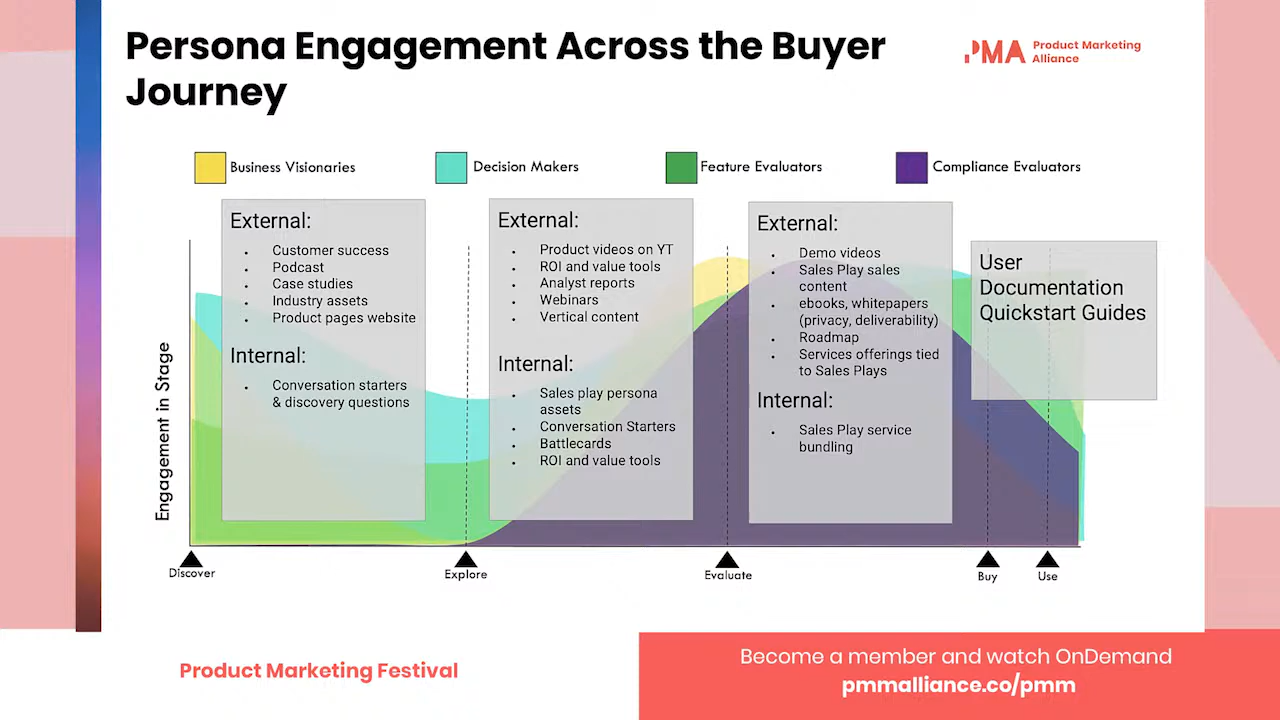 Persona Engagement Across the Buyer
Journey
PMA Product Marketing
Alliance
Business Visionaries
Decision Makers
Feature Evaluators
Compliance Evaluators
External:
Customer success
Podcast
Case studies
Industry assets
Product pages website
Internal:
Conversation starters
& discovery questions
External:
Product videos on YT
ROI and value tools
Analyst reports
Webinars
Vertical content
Internal:
Sales play persona
assets
Conversation Starters
Battlecards
ROI and value tools
External:
Demo videos
Sales Play sales
content
ebooks, whitepapers
(privacy, deliverability)
Roadmap
Services offerings tied
to Sales Plays
Internal:
Sales Play service
bundling
User
Documentation
Quickstart Guides
Engagement in Stage
Discover
Explore
Evaluate
Buy
Use
Product Marketing Festival
Become a member and watch OnDemand
pmmalliance.co/pmm